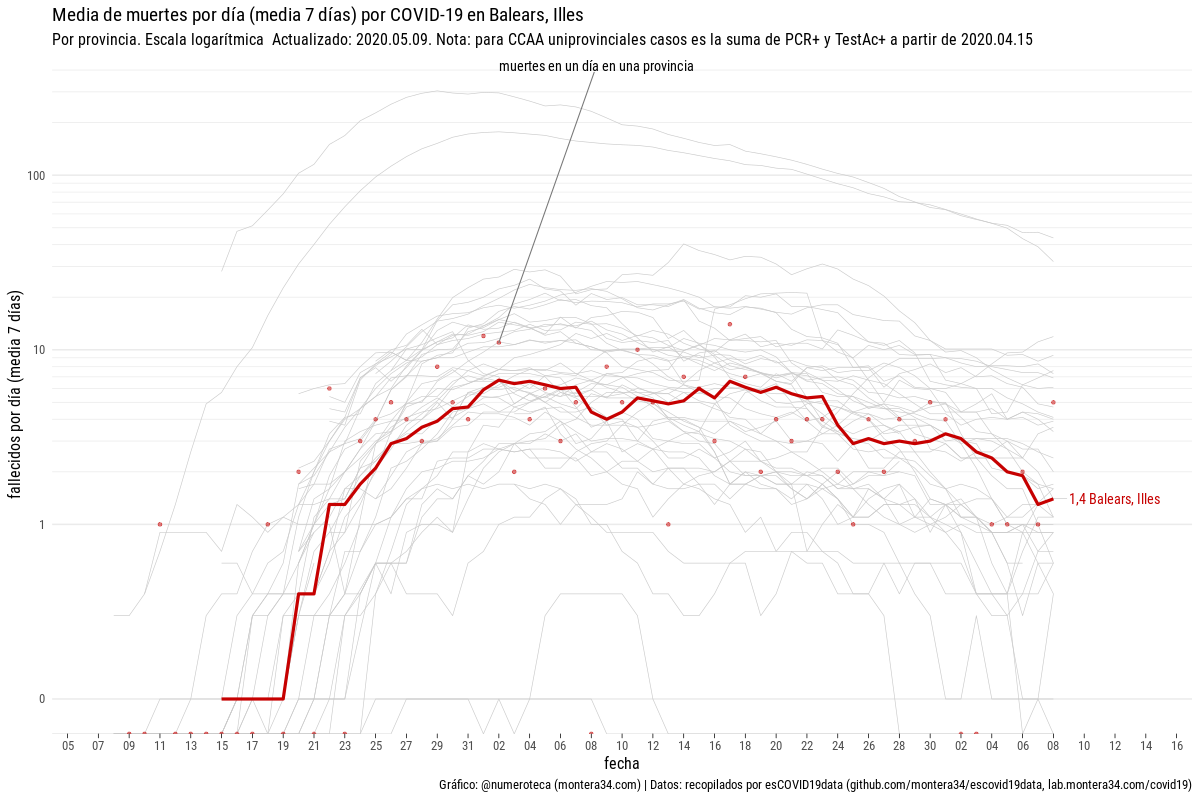 Media de muertes por día (media 7 días) por COVID-19 en Balears, Illes
Por provincia. Escala logarítmica  Actualizado: 2020.05.09. Nota: para CCAA uniprovinciales casos es la suma de PCR+ y TestAc+ a partir de 2020.04.15
muertes en un día en una provincia
fallecidos por día (media  7 días)
100
10
1
0
1,4 Balears, Illes
05 07 09 11 13 15 17 19 21 23 25 27 29 31 02 04 06 08 10 12 14 16 18 20 22 24 26 28 30 02 04 06 08 10 12 14 16
fecha
Gráfico: @numeroteca (montera34.com) | Datos: recopilados por esCOVID19data (github.com/montera34/escovid19data, lab.montera34.com/covid19)